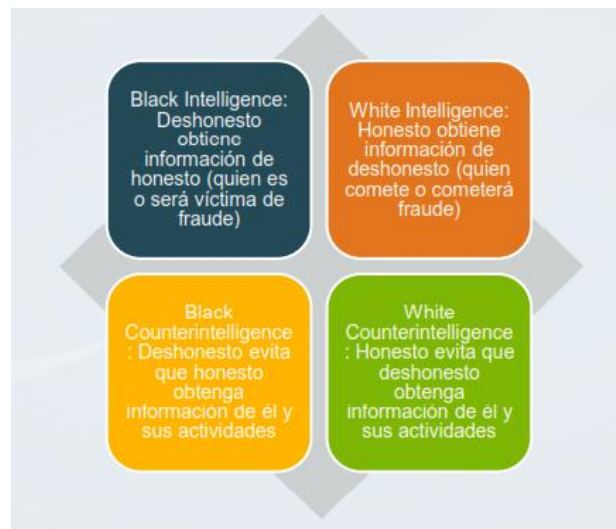 Black Intelligence:
Deshonesto
obtiene
información de
honesto (quien es
o será víctima de
fraude)
White Intelligence:
Honesto obtiene
información de
deshonesto (quien
comete o cometerá
fraude)
Black
Counterintelligence
: Deshonesto evita
que honesto
obtenga
información de él y
sus actividades
White
Counterintelligence
: Honesto evita que
deshonesto
obtenga
información de él y
sus actividades